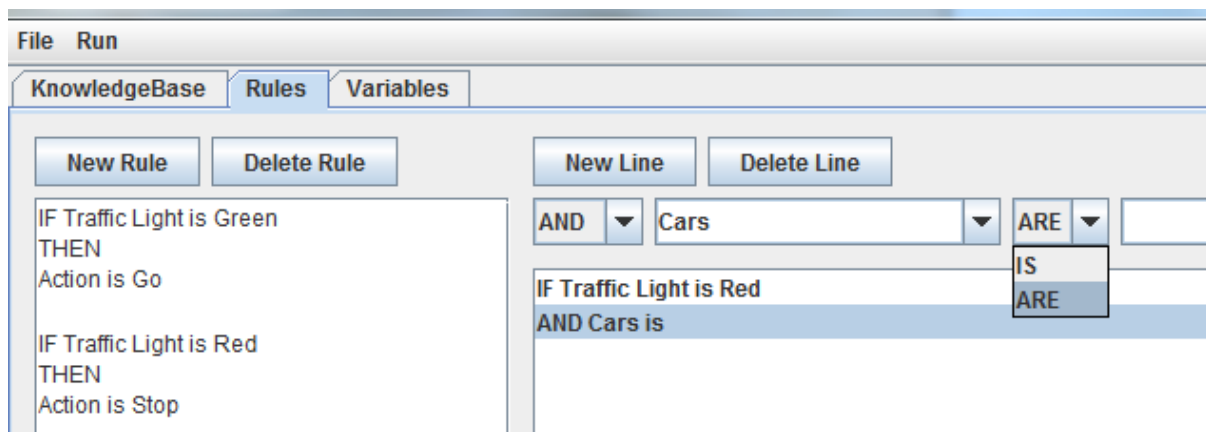 File Run
KnowledgeBase Rules Variables
New Rule Delete Rule
IF Traffic Light is Green
THEN
Action is Go
IF Traffic Light is Red
THEN
Action is Stop
New Line Delete Line
AND Cars ARE
IS
ARE
IF Traffic Light is Red
AND Cars is